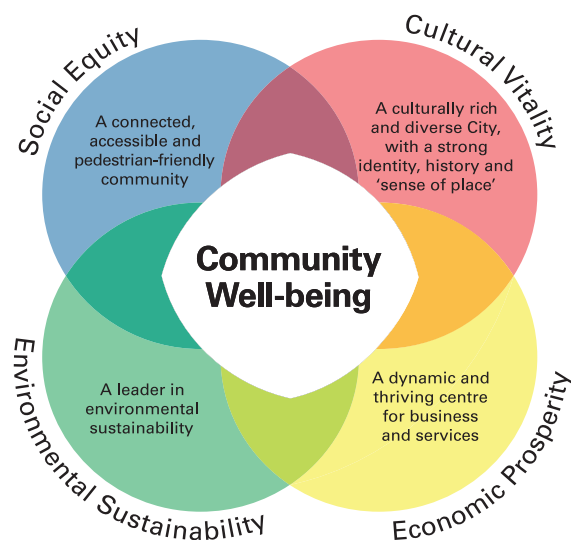 Social Equity
Cultural Vitality
A connected,
accessible and
pedestrian-friendly
community
A culturally rich
and diverse City,
with a strong
identity, history and
‘sense of place’
Community
Well-being
A leader in
environmental
sustainability
A dynamic and
thriving centre
for business
and services
Environmental Sustainability
Economic Prosperity